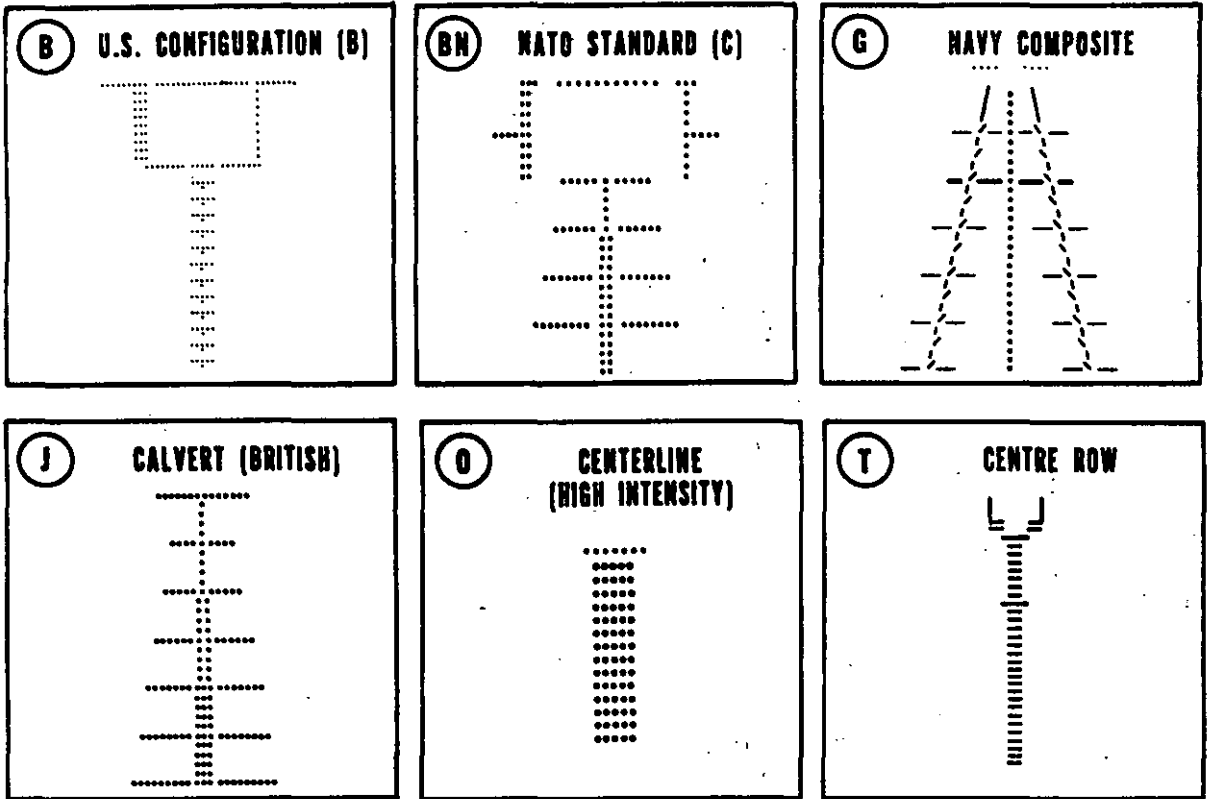 B U.S. CONFIGURATION (B)
BN NATO STANDARD (C)
G NAVY COMPOSITE
J CALVERT (BRITISH)
O CENTERLINE
(HIGH INTENSITY)
T CENTRE ROW